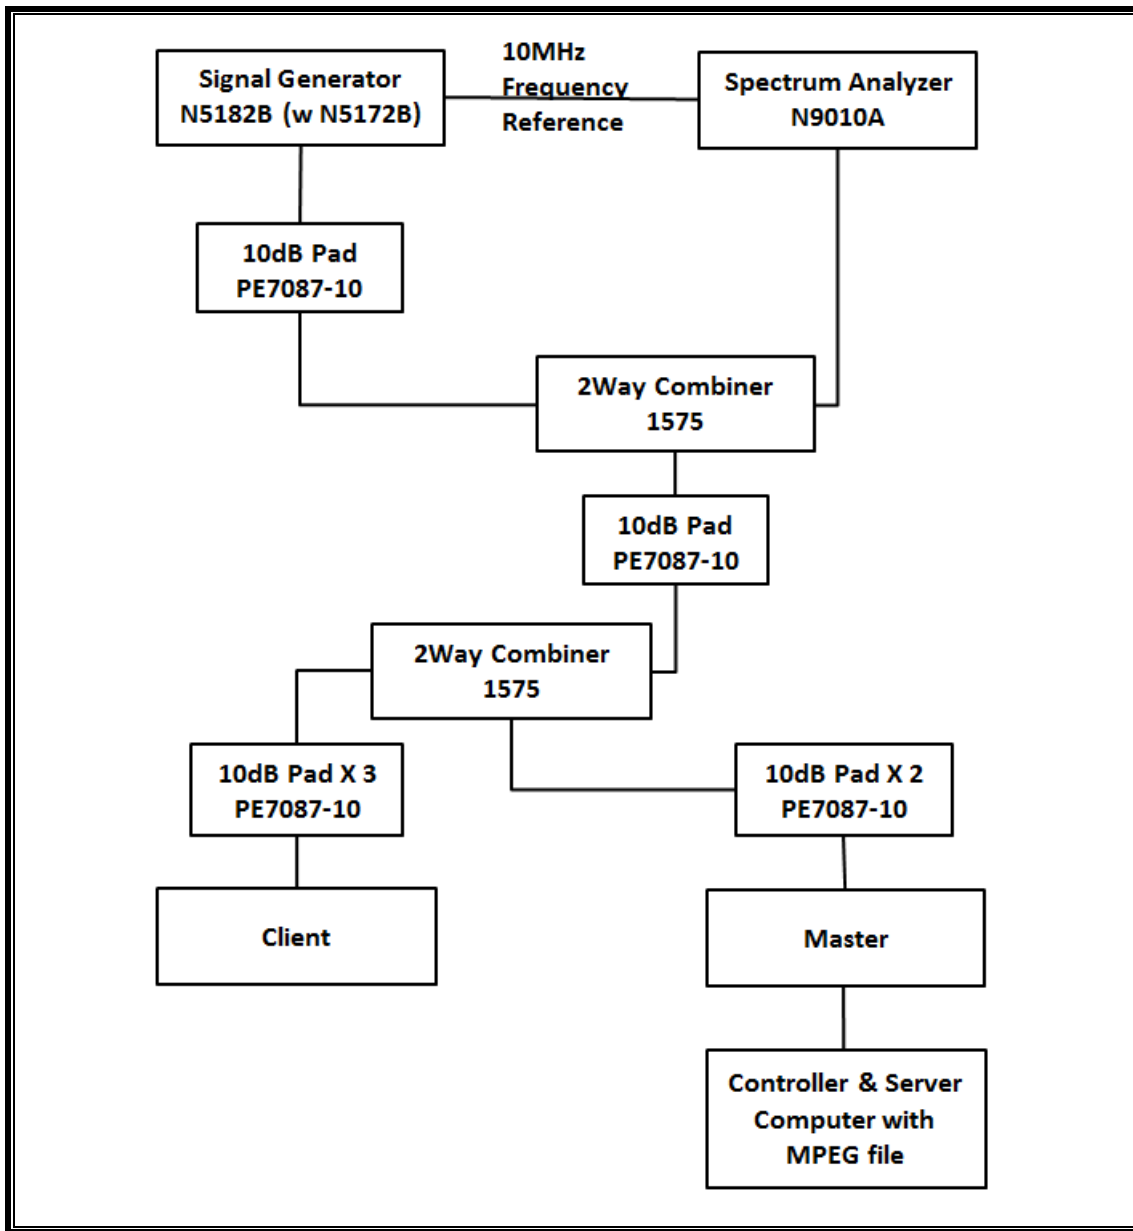 Signal Generator
N5182B (w N5172B)
10MHz
Frequency
Reference
Spectrum Analyzer
N9010A
10dB Pad
PE7087-10
2Way Combiner
1575
10dB Pad
PE7087-10
2Way Combiner
1575
10dB Pad X 3
PE7087-10
10dB Pad X 2
PE7087-10
Client
Master
Controller & Server
Computer with
MPEG file